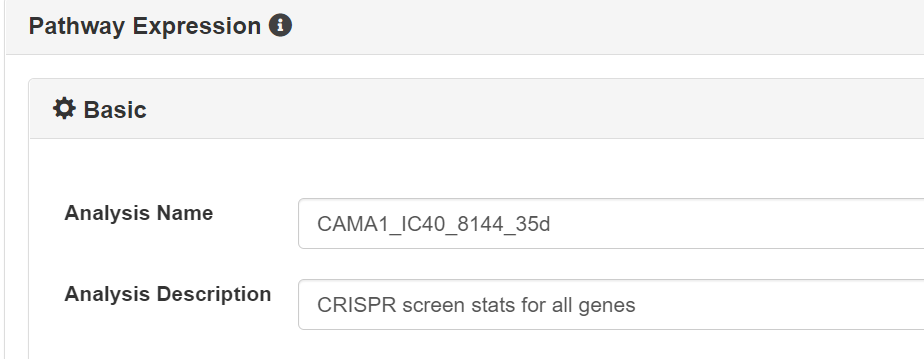 Pathway Expression
Basic
Analysis Name
CAMA1_IC40_8144_35d
Analysis Description
CRISPR screen stats for all genes